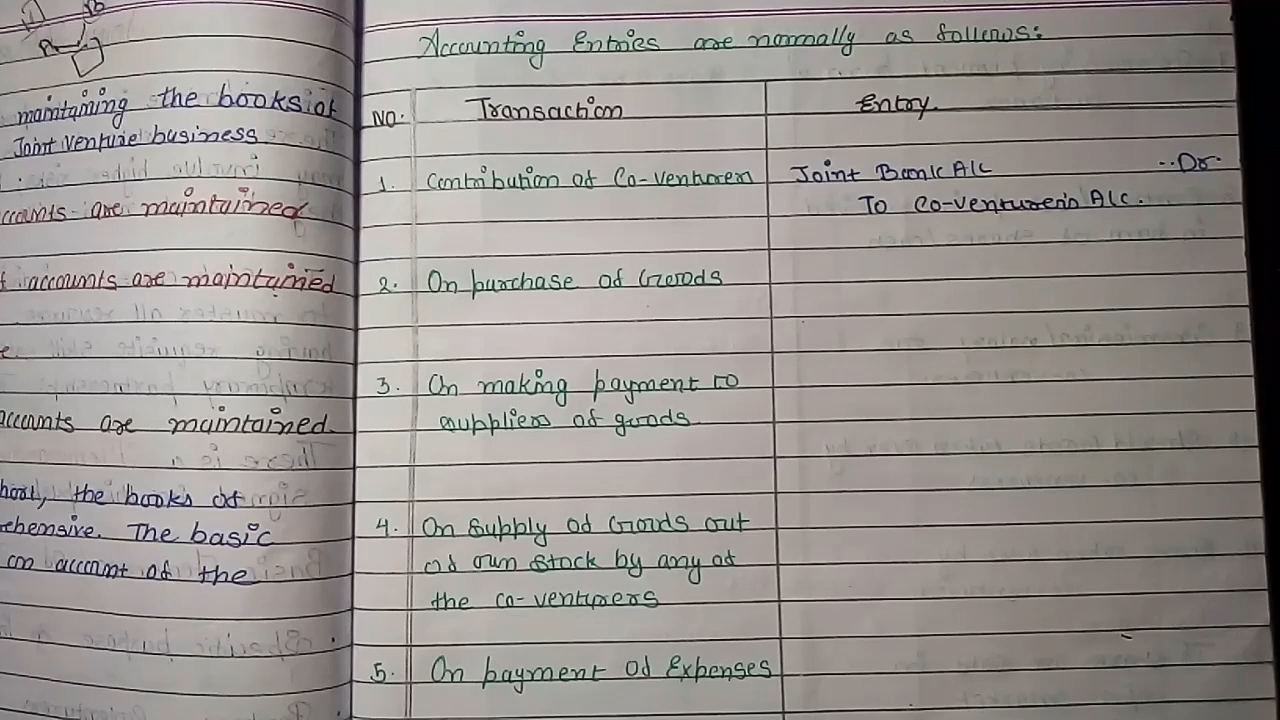 maintaining the books of
Joint venture business
ccounts are maintained
accounts are maintained
accounts are maintained.
the books of
ehensive. The basic
on account of the
Accounting Entries are normally as follows:
No. Transaction Entry.
1. Contribution of Co-venturers Joint Bank A/c ...Dr.
To Co-venturer's A/c.
2. On purchase of Goods
3. On making payment to
suppliers of goods
4. On supply of Goods out
of own stock by any of
the co-venturers
5. On payment of Expenses